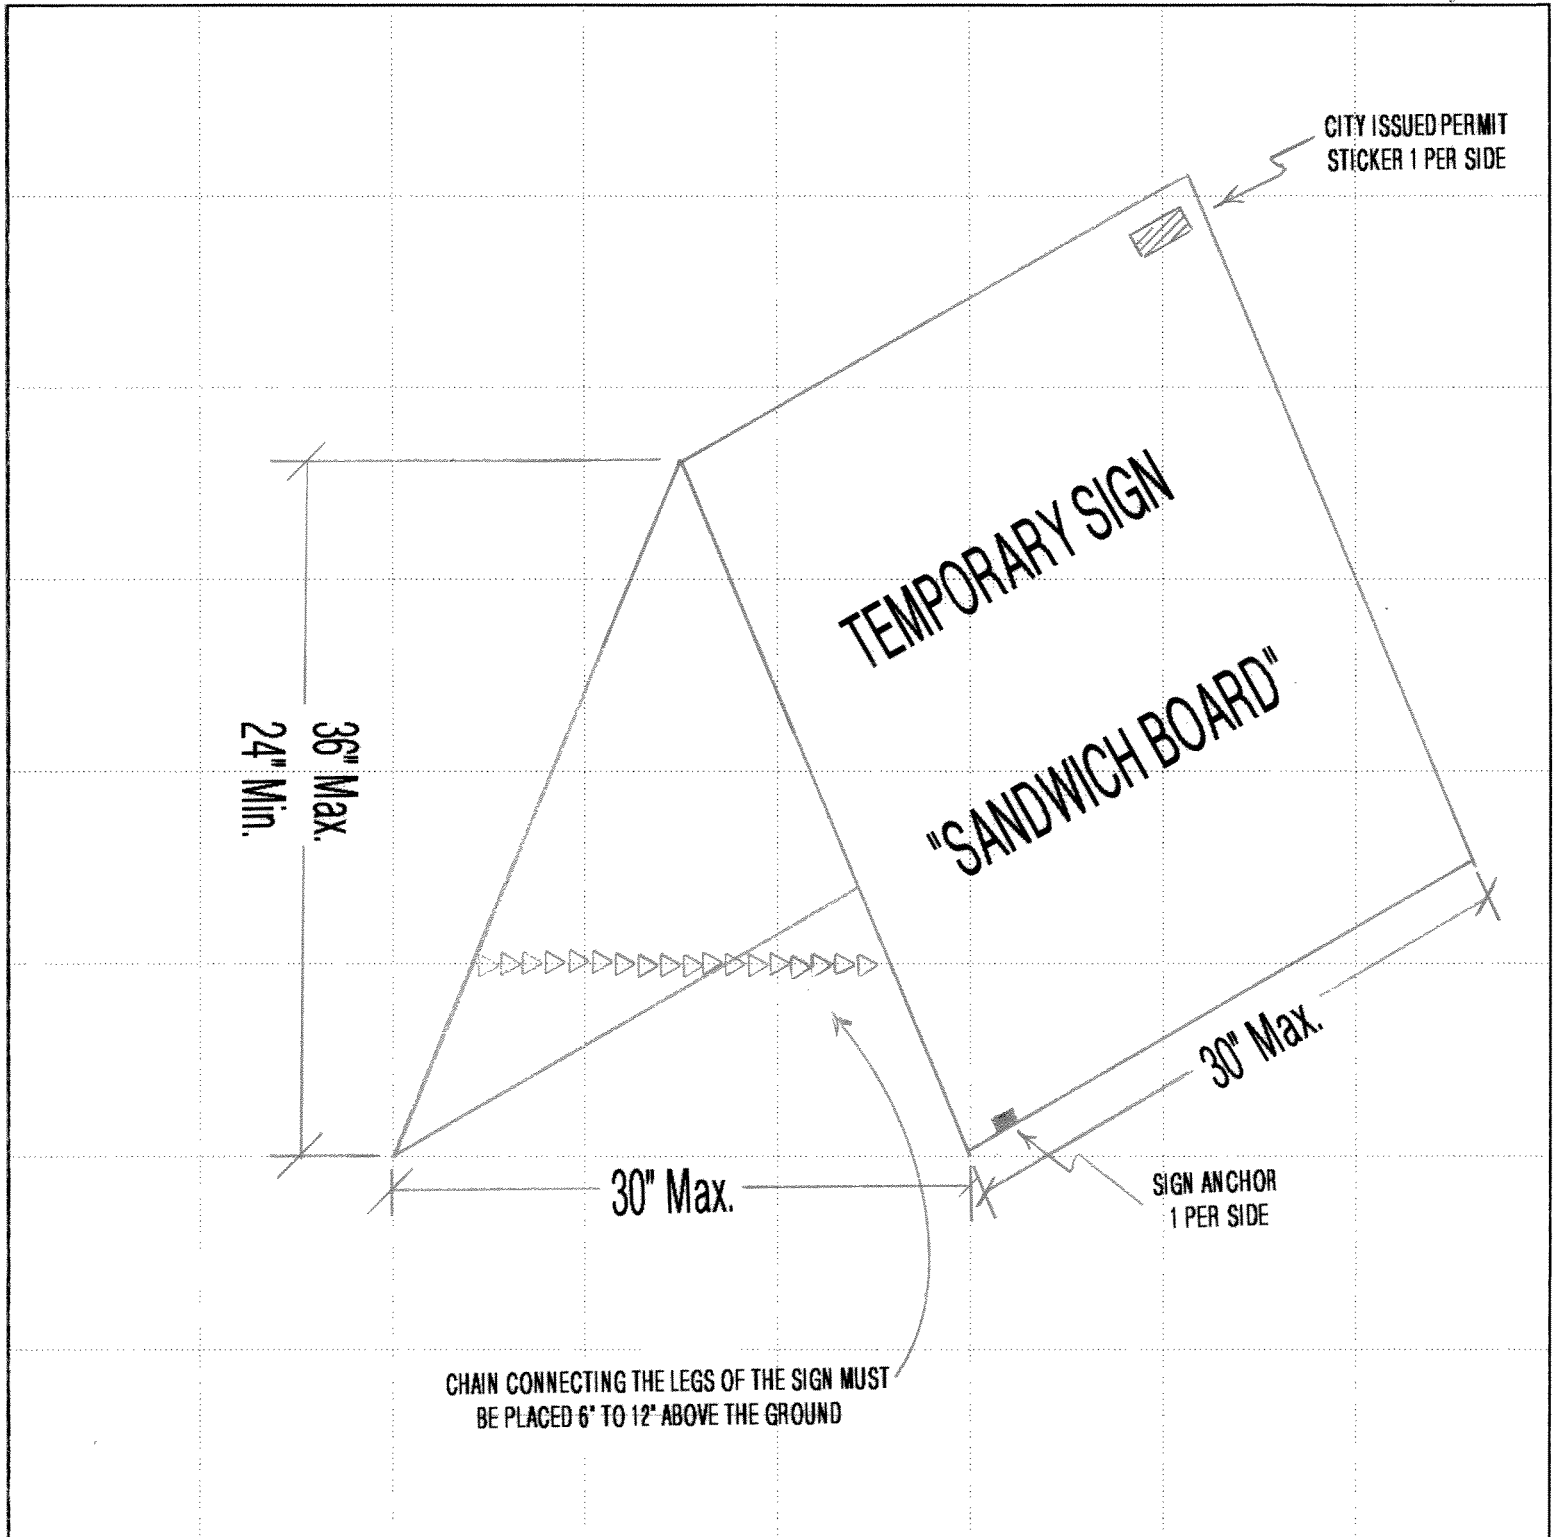 CITY ISSUED PERMIT
STICKER 1 PER SIDE
TEMPORARY SIGN
"SANDWICH BOARD"
36" Max.
24" Min.
30" Max.
30" Max.
SIGN ANCHOR
1 PER SIDE
CHAIN CONNECTING THE LEGS OF THE SIGN MUST
BE PLACED 6" TO 12" ABOVE THE GROUND